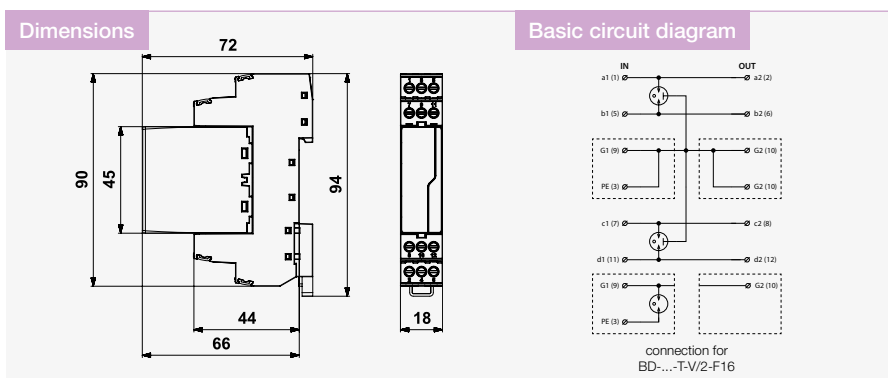 Dimensions
72
90
45
94
44
18
66
Basic circuit diagram
IN OUT
a1 (1) a2 (2)
b1 (5) b2 (6)
G1 (9) G2 (10)
PE (3) G2 (10)
c1 (7) c2 (8)
d1 (11) d2 (12)
G1 (9) G2 (10)
PE (3)
connection for
BD-...-T-V/2-F16